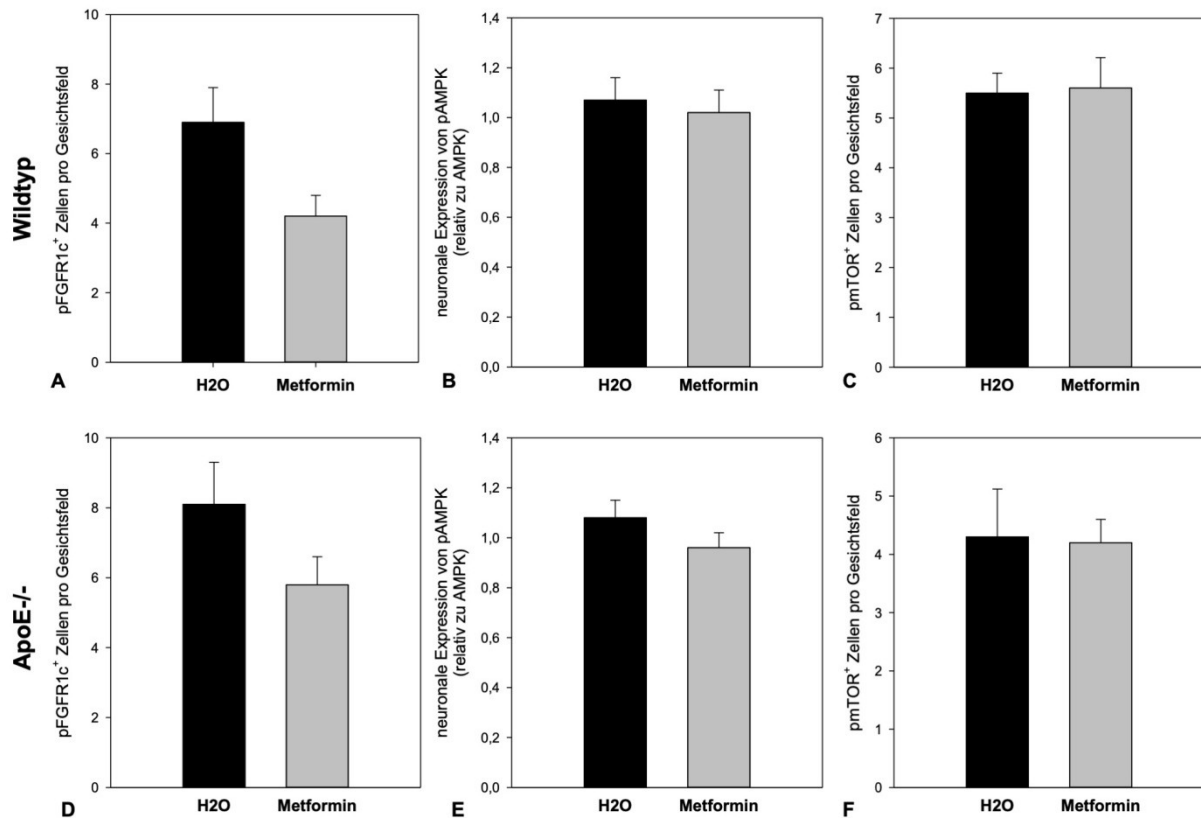 Wildtyp
pFGFR1c+ Zellen pro Gesichtsfeld
10
8
6
4
2
0
A
H2O Metformin
neuronale Expression von pAMPK
(relativ zu AMPK)
1,4
1,2
1,0
0,8
0,6
0,4
0,2
0,0
B
H2O Metformin
pmTOR+ Zellen pro Gesichtsfeld
7
6
5
4
3
2
1
0
C
H2O Metformin
ApoE-/-
pFGFR1c+ Zellen pro Gesichtsfeld
10
8
6
4
2
0
D
H2O Metformin
neuronale Expression von pAMPK
(relativ zu AMPK)
1,4
1,2
1,0
0,8
0,6
0,4
0,2
0,0
E
H2O Metformin
pmTOR+ Zellen pro Gesichtsfeld
6
5
4
3
2
1
0
F
H2O Metformin